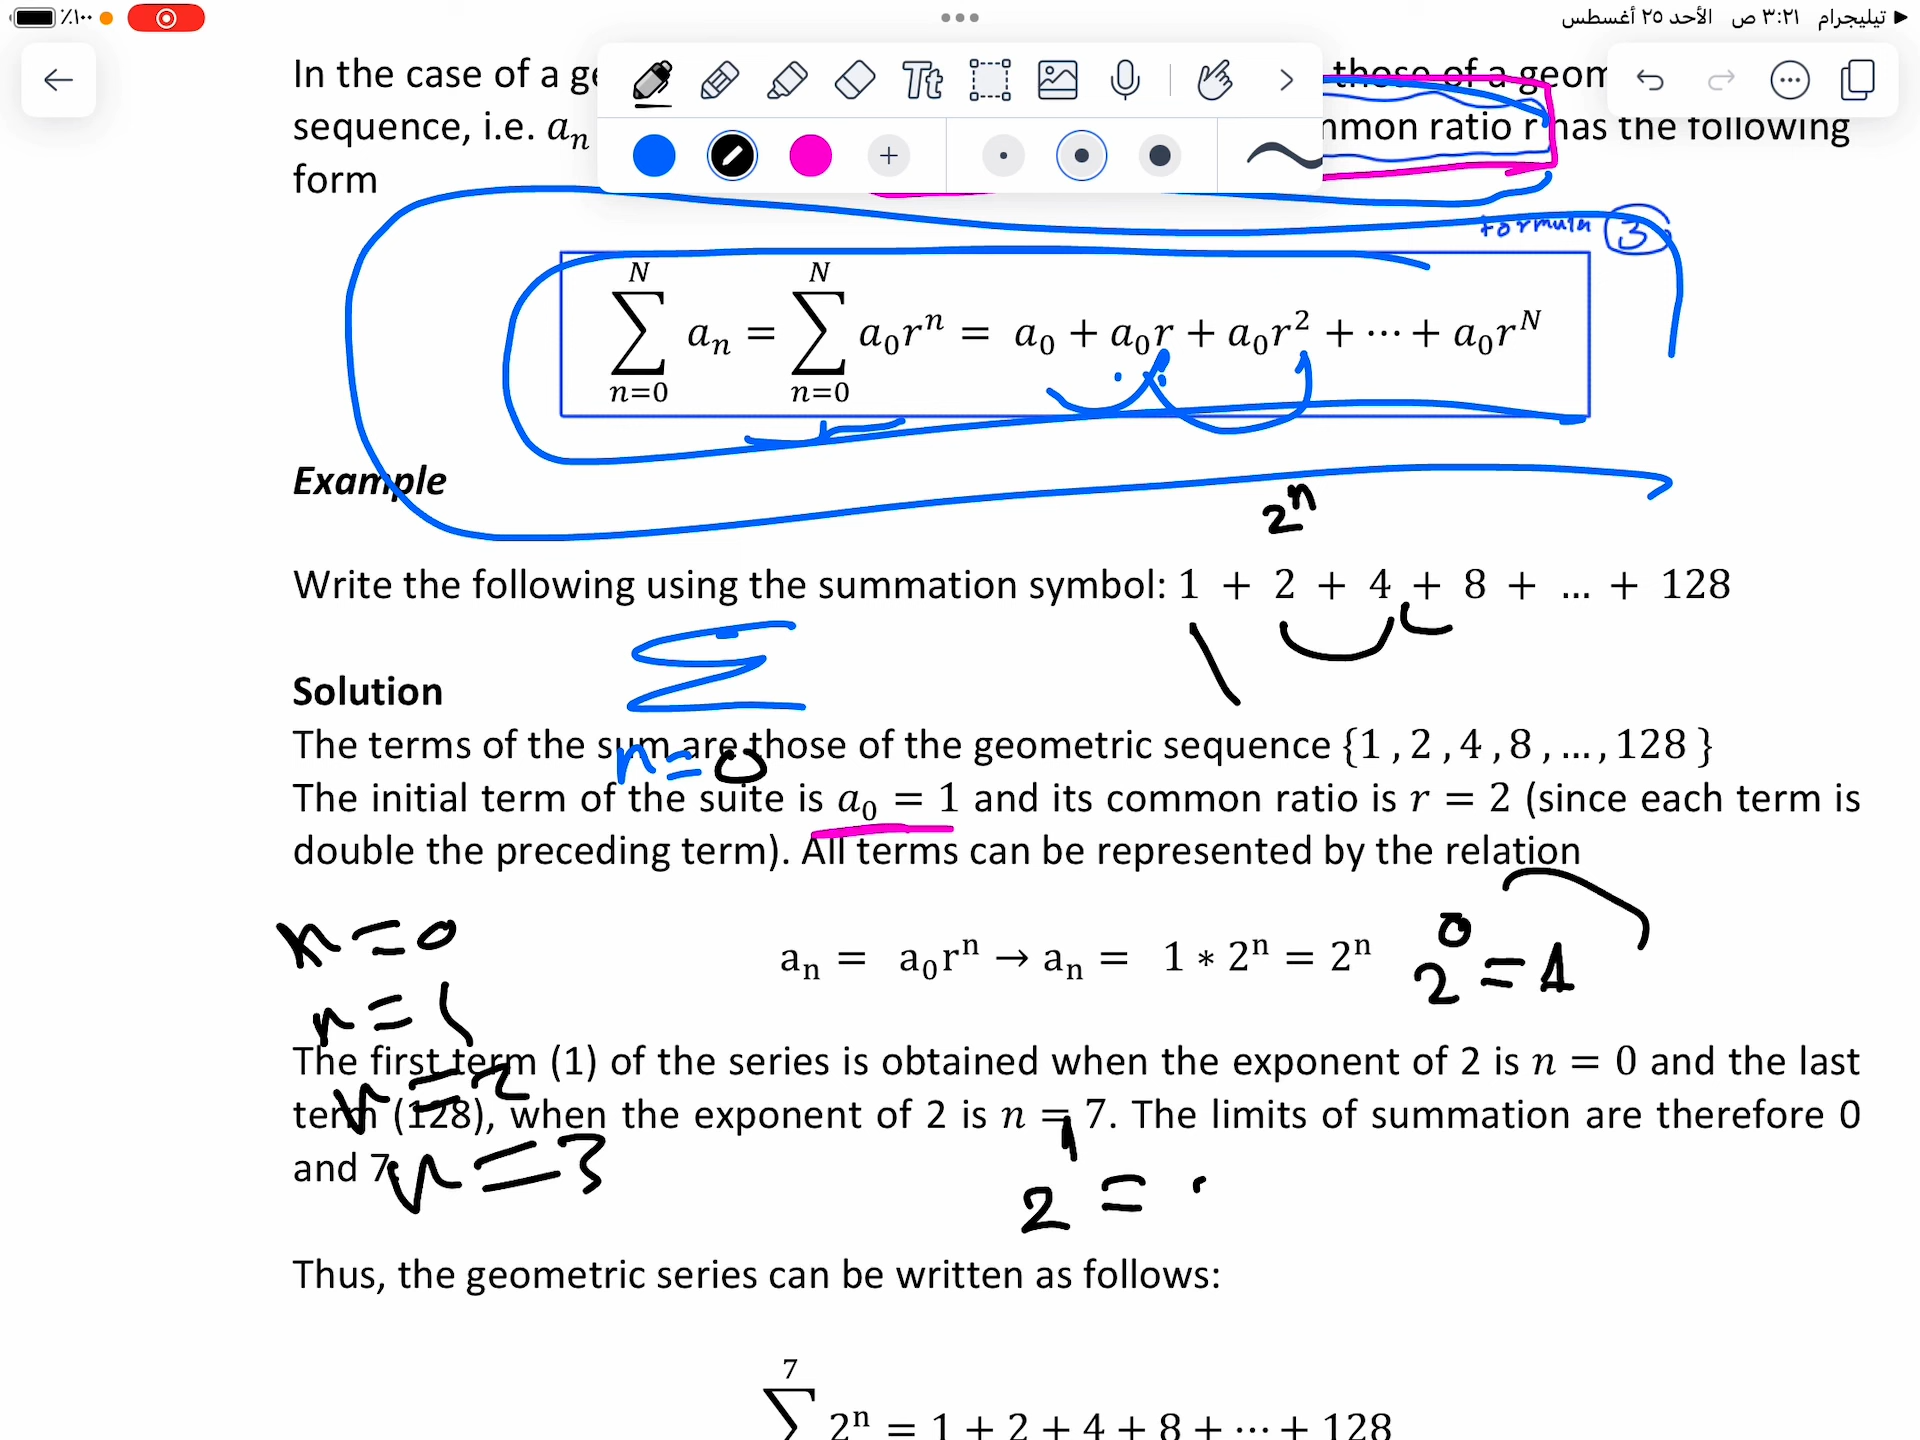 ٪١٠٠
◀ تيليجرام ٣:٢١ ص الأحد ٢٥ أغسطس
In the case of a ge
those of a geom
Tt
sequence, i.e. aₙ
mmon ratio r has the following
form
Formula 3
∑_{n=0}^{N} aₙ = ∑_{n=0}^{N} a₀rⁿ = a₀ + a₀r + a₀r² + ⋯ + a₀r^N
Example
2ⁿ
Write the following using the summation symbol: 1 + 2 + 4 + 8 + … + 128
∑
Solution
The terms of the sum are those of the geometric sequence {1 , 2 , 4 , 8 , … , 128 }
n = 0
The initial term of the suite is a₀ = 1 and its common ratio is r = 2 (since each term is
double the preceding term). All terms can be represented by the relation
n = 0
aₙ = a₀rⁿ → aₙ = 1 * 2ⁿ = 2ⁿ
2⁰ = 1
n = 1
The first term (1) of the series is obtained when the exponent of 2 is n = 0 and the last
n = 2
term (128), when the exponent of 2 is n = 7. The limits of summation are therefore 0
and 7.
n = 3
2¹ =
Thus, the geometric series can be written as follows:
∑^{7} 2ⁿ = 1 + 2 + 4 + 8 + ⋯ + 128